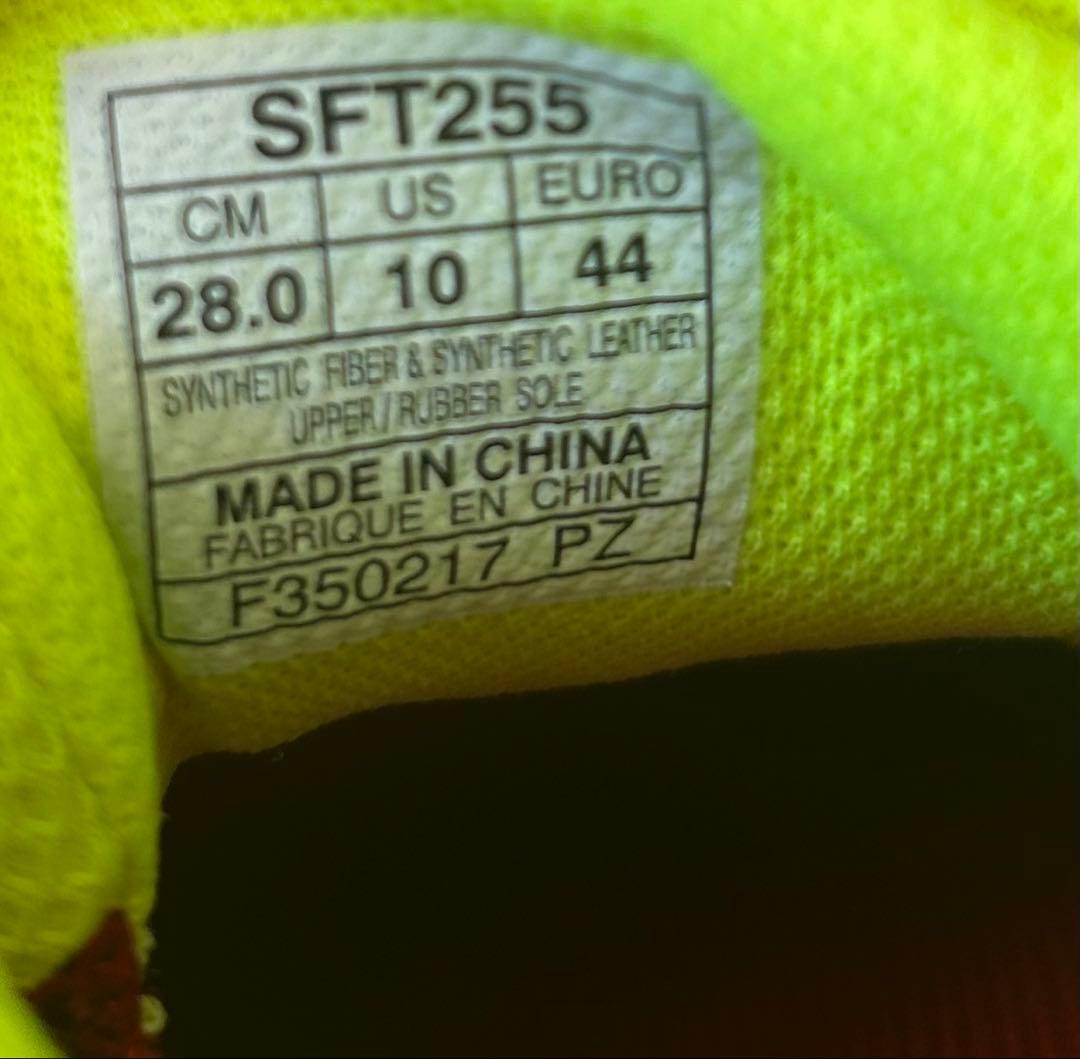 SFT255
CM US EURO
28.0 10 44
SYNTHETIC FIBER & SYNTHETIC LEATHER
UPPER/RUBBER SOLE
MADE IN CHINA
FABRIQUE EN CHINE
F350217 PZ